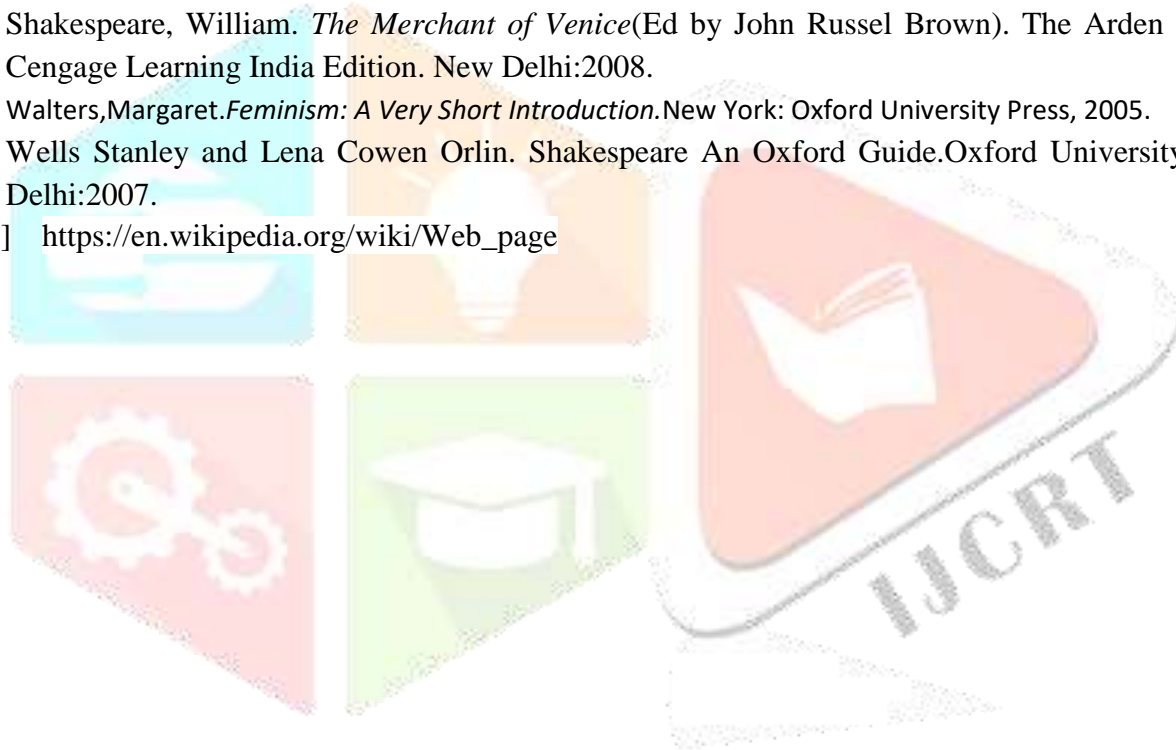 Shakespeare, William. The Merchant of Venice(Ed by John Russel Brown). The Arden
Cengage Learning India Edition. New Delhi:2008.
Walters,Margaret.Feminism: A Very Short Introduction.New York: Oxford University Press, 2005.
Wells Stanley and Lena Cowen Orlin. Shakespeare An Oxford Guide.Oxford University
Delhi:2007.
] https://en.wikipedia.org/wiki/Web_page
IJCRT